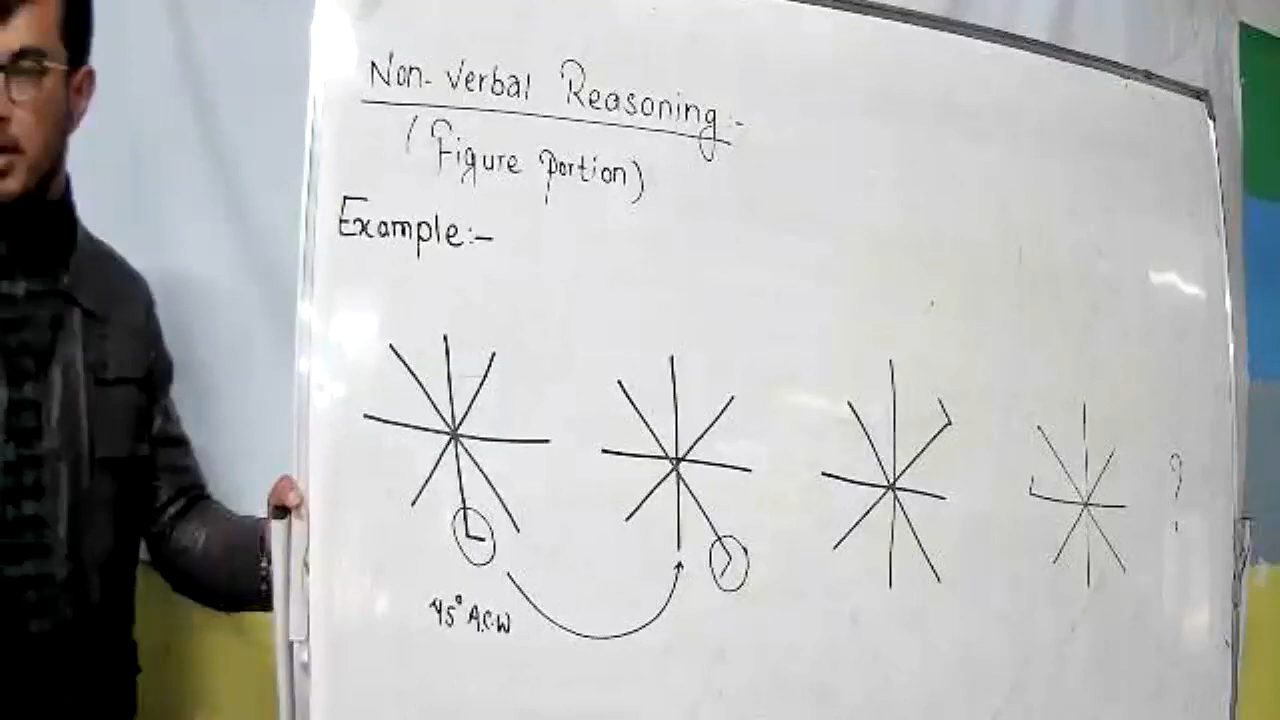 Non-Verbal Reasoning:-
(Figure portion)
Example:-
45° A.C.W
?